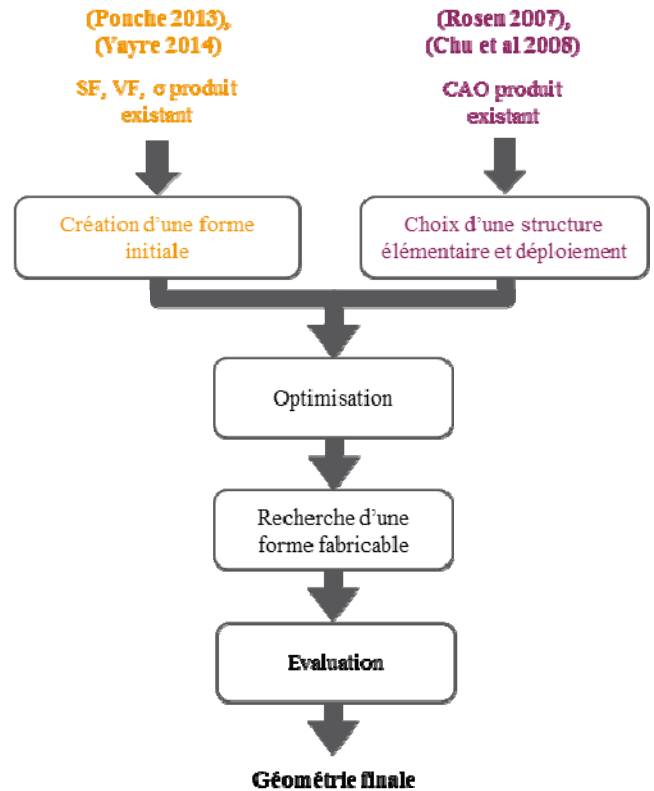 (Ponche 2013),
(Vayre 2014)
SF, VF, σ produit
existant
(Rosen 2007),
(Chu et al 2008)
CAO produit
existant
Création d'une forme
initiale
Choix d'une structure
élémentaire et déploiement
Optimisation
Recherche d'une
forme fabricable
Evaluation
Géométrie finale